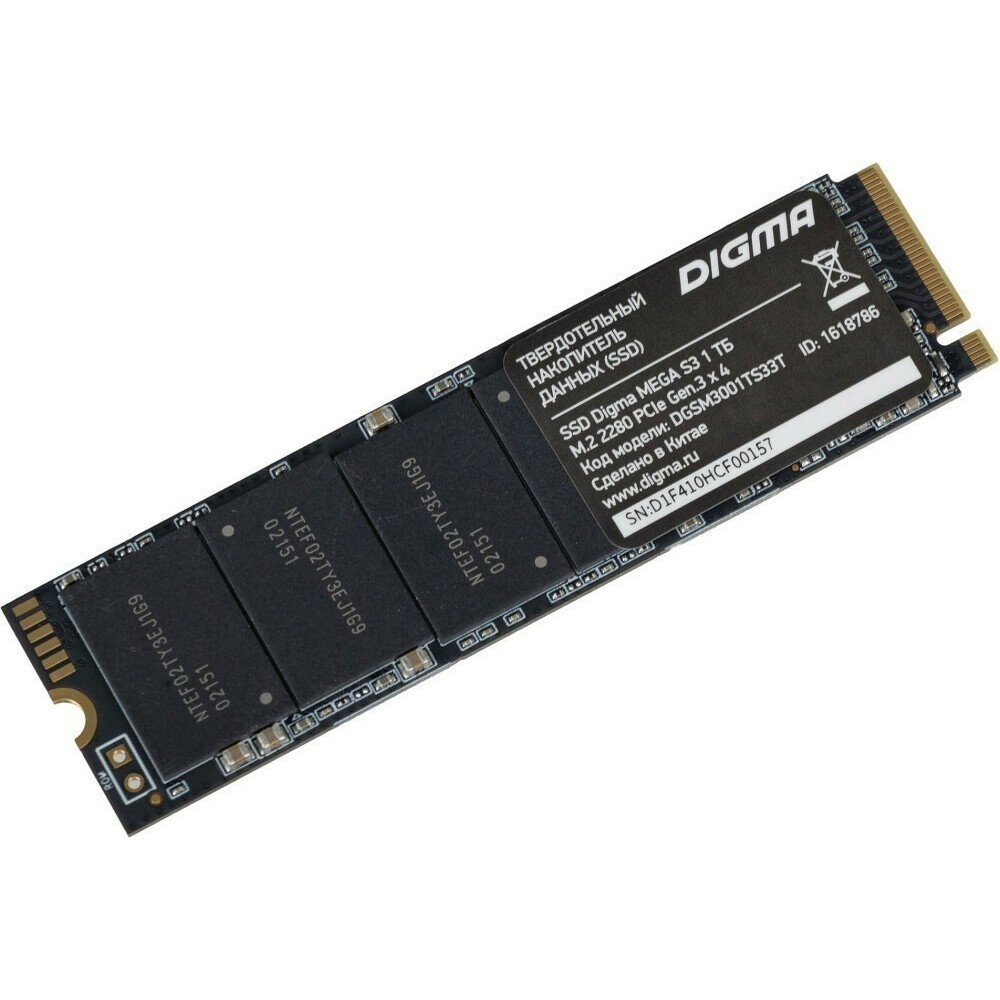 DIGMA
ТВЕРДОТЕЛЬНЫЙ
НАКОПИТЕЛЬ
ДАННЫХ (SSD)
SSD Digma MEGA S3 1 ТБ
M.2 2280 PCIe Gen.3 x 4
Код модели: DGSM3001TS33T
ID: 1618786
Сделано в Китае
www.digma.ru
SN:D1F410HCF00157
NTEF02TY3EJ1G9
02151
NTEF02TY3EJ1G9
02151
NTEF02TY3EJ1G9
02151
ROM